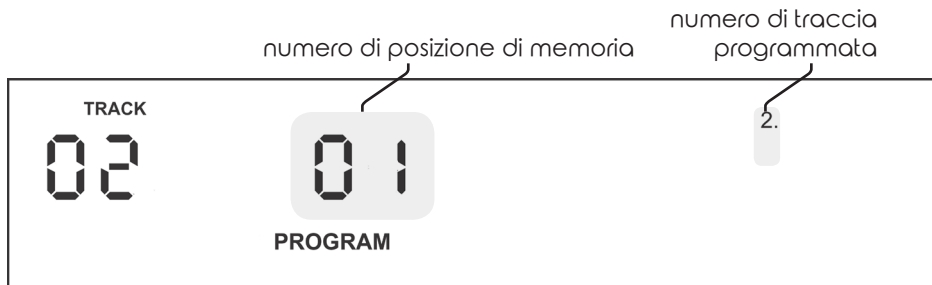 numero di traccia
programmata
numero di posizione di memoria
TRACK
02
01
2.
PROGRAM